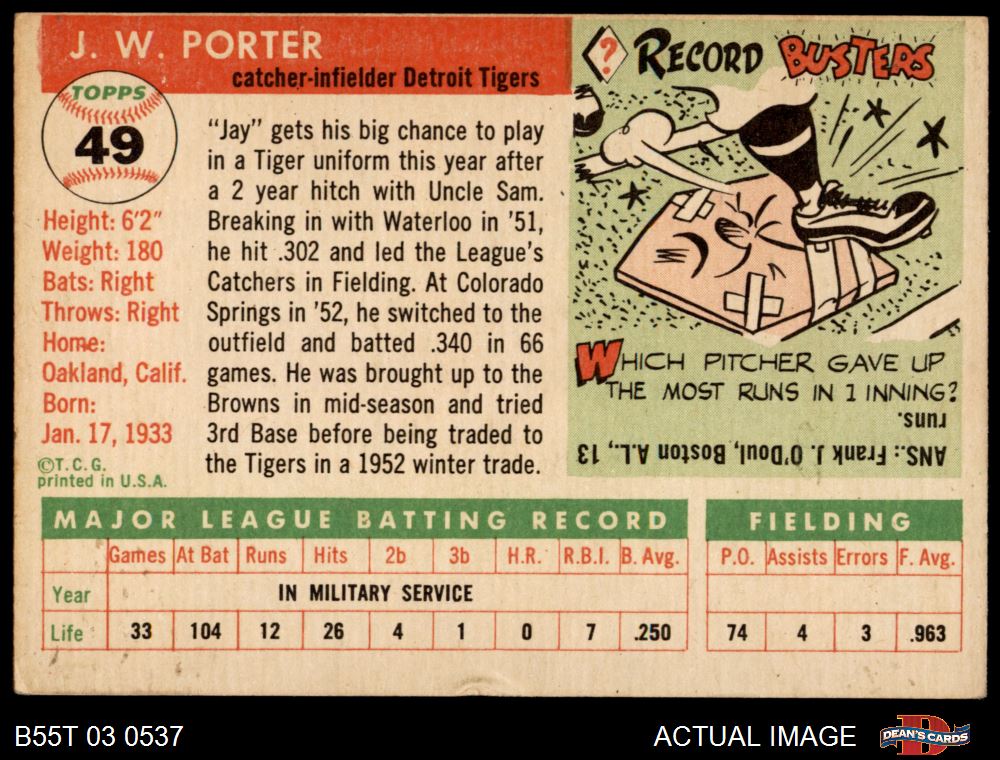 J. W. PORTER
catcher-infielder Detroit Tigers
TOPPS
49
Height: 6'2"
Weight: 180
Bats: Right
Throws: Right
Home:
Oakland, Calif.
Born:
Jan. 17, 1933
©T. C. G.
printed in U.S.A.
"Jay" gets his big chance to play
in a Tiger uniform this year after
a 2 year hitch with Uncle Sam.
Breaking in with Waterloo in '51,
he hit .302 and led the League's
Catchers in Fielding. At Colorado
Springs in '52, he switched to the
outfield and batted .340 in 66
games. He was brought up to the
Browns in mid-season and tried
3rd Base before being traded to
the Tigers in a 1952 winter trade.
? RECORD BUSTERS
WHICH PITCHER GAVE UP
THE MOST RUNS IN 1 INNING?
ANS.: Frank J. O'Doul, Boston A.L., 13
runs.
MAJOR LEAGUE BATTING RECORD
Games At Bat Runs Hits 2b 3b H.R. R.B.I. B. Avg.
Year IN MILITARY SERVICE
Life 33 104 12 26 4 1 0 7 .250
FIELDING
P.O. Assists Errors F. Avg.
74 4 3 .963
B55T 03 0537
ACTUAL IMAGE
D
DEAN'S CARDS